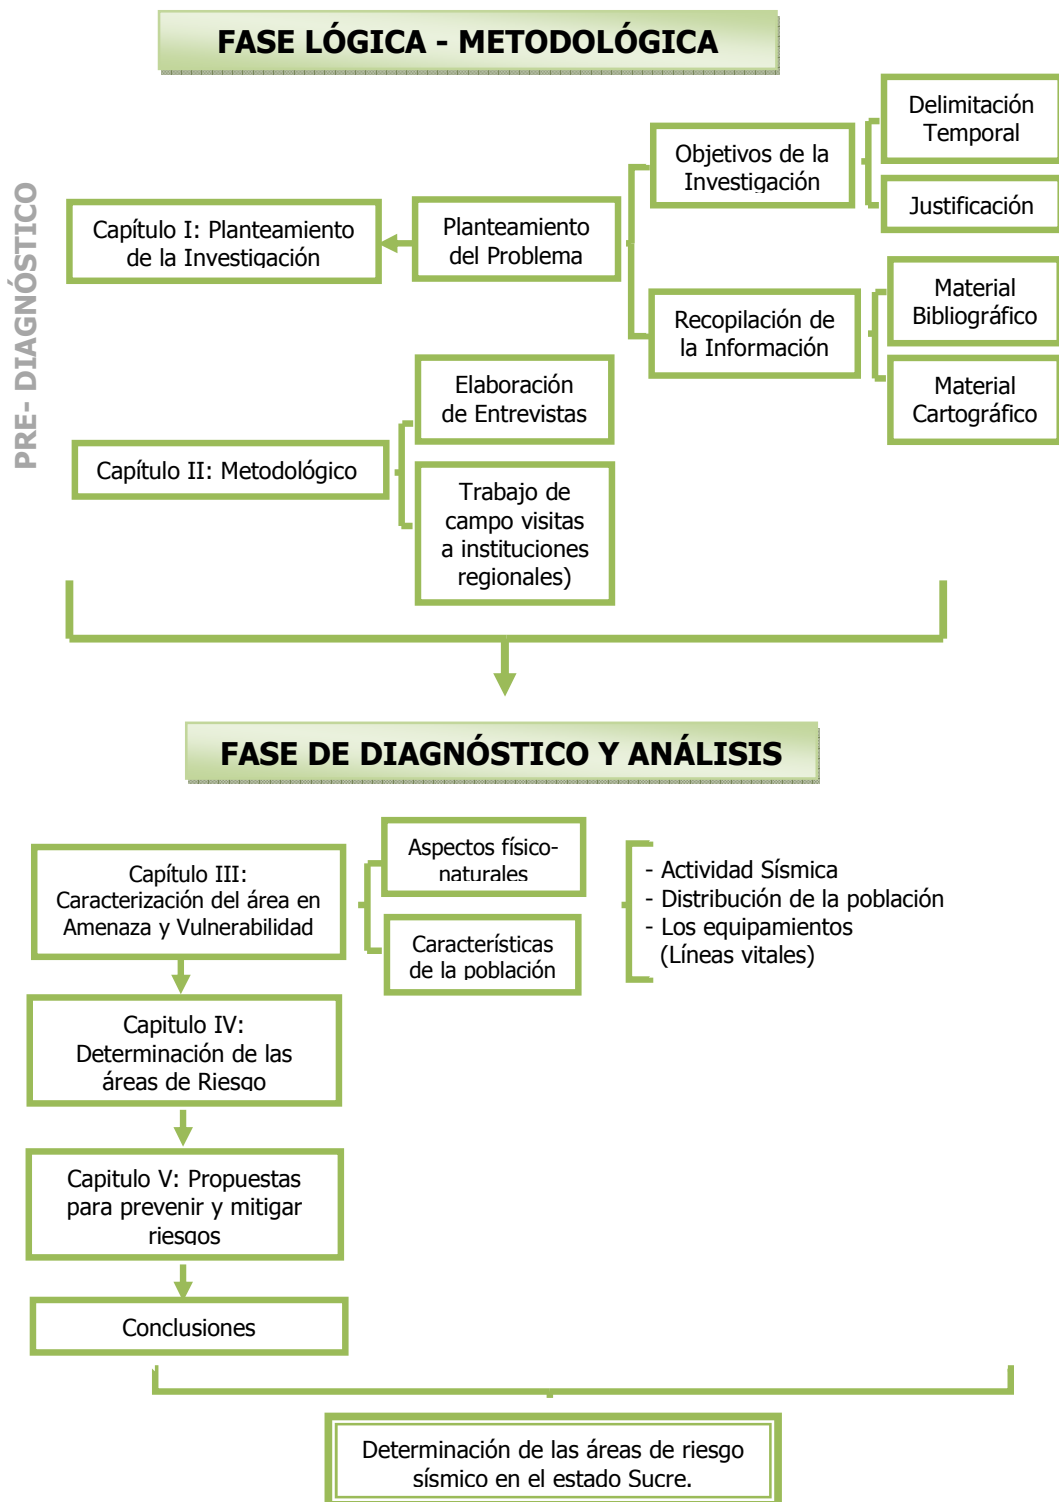 FASE LÓGICA - METODOLÓGICA
PRE- DIAGNÓSTICO
Capítulo I: Planteamiento
de la Investigación
Planteamiento
del Problema
Objetivos de la
Investigación
Delimitación
Temporal
Justificación
Recopilación de
la Información
Material
Bibliográfico
Material
Cartográfico
Capítulo II: Metodológico
Elaboración
de Entrevistas
Trabajo de
campo visitas
a instituciones
regionales)
FASE DE DIAGNÓSTICO Y ANÁLISIS
Capítulo III:
Caracterización del área en
Amenaza y Vulnerabilidad
Aspectos físico-
naturales
Características
de la población
- Actividad Sísmica
- Distribución de la población
- Los equipamientos
(Líneas vitales)
Capitulo IV:
Determinación de las
áreas de Riesgo
Capitulo V: Propuestas
para prevenir y mitigar
riesgos
Conclusiones
Determinación de las áreas de riesgo
sísmico en el estado Sucre.